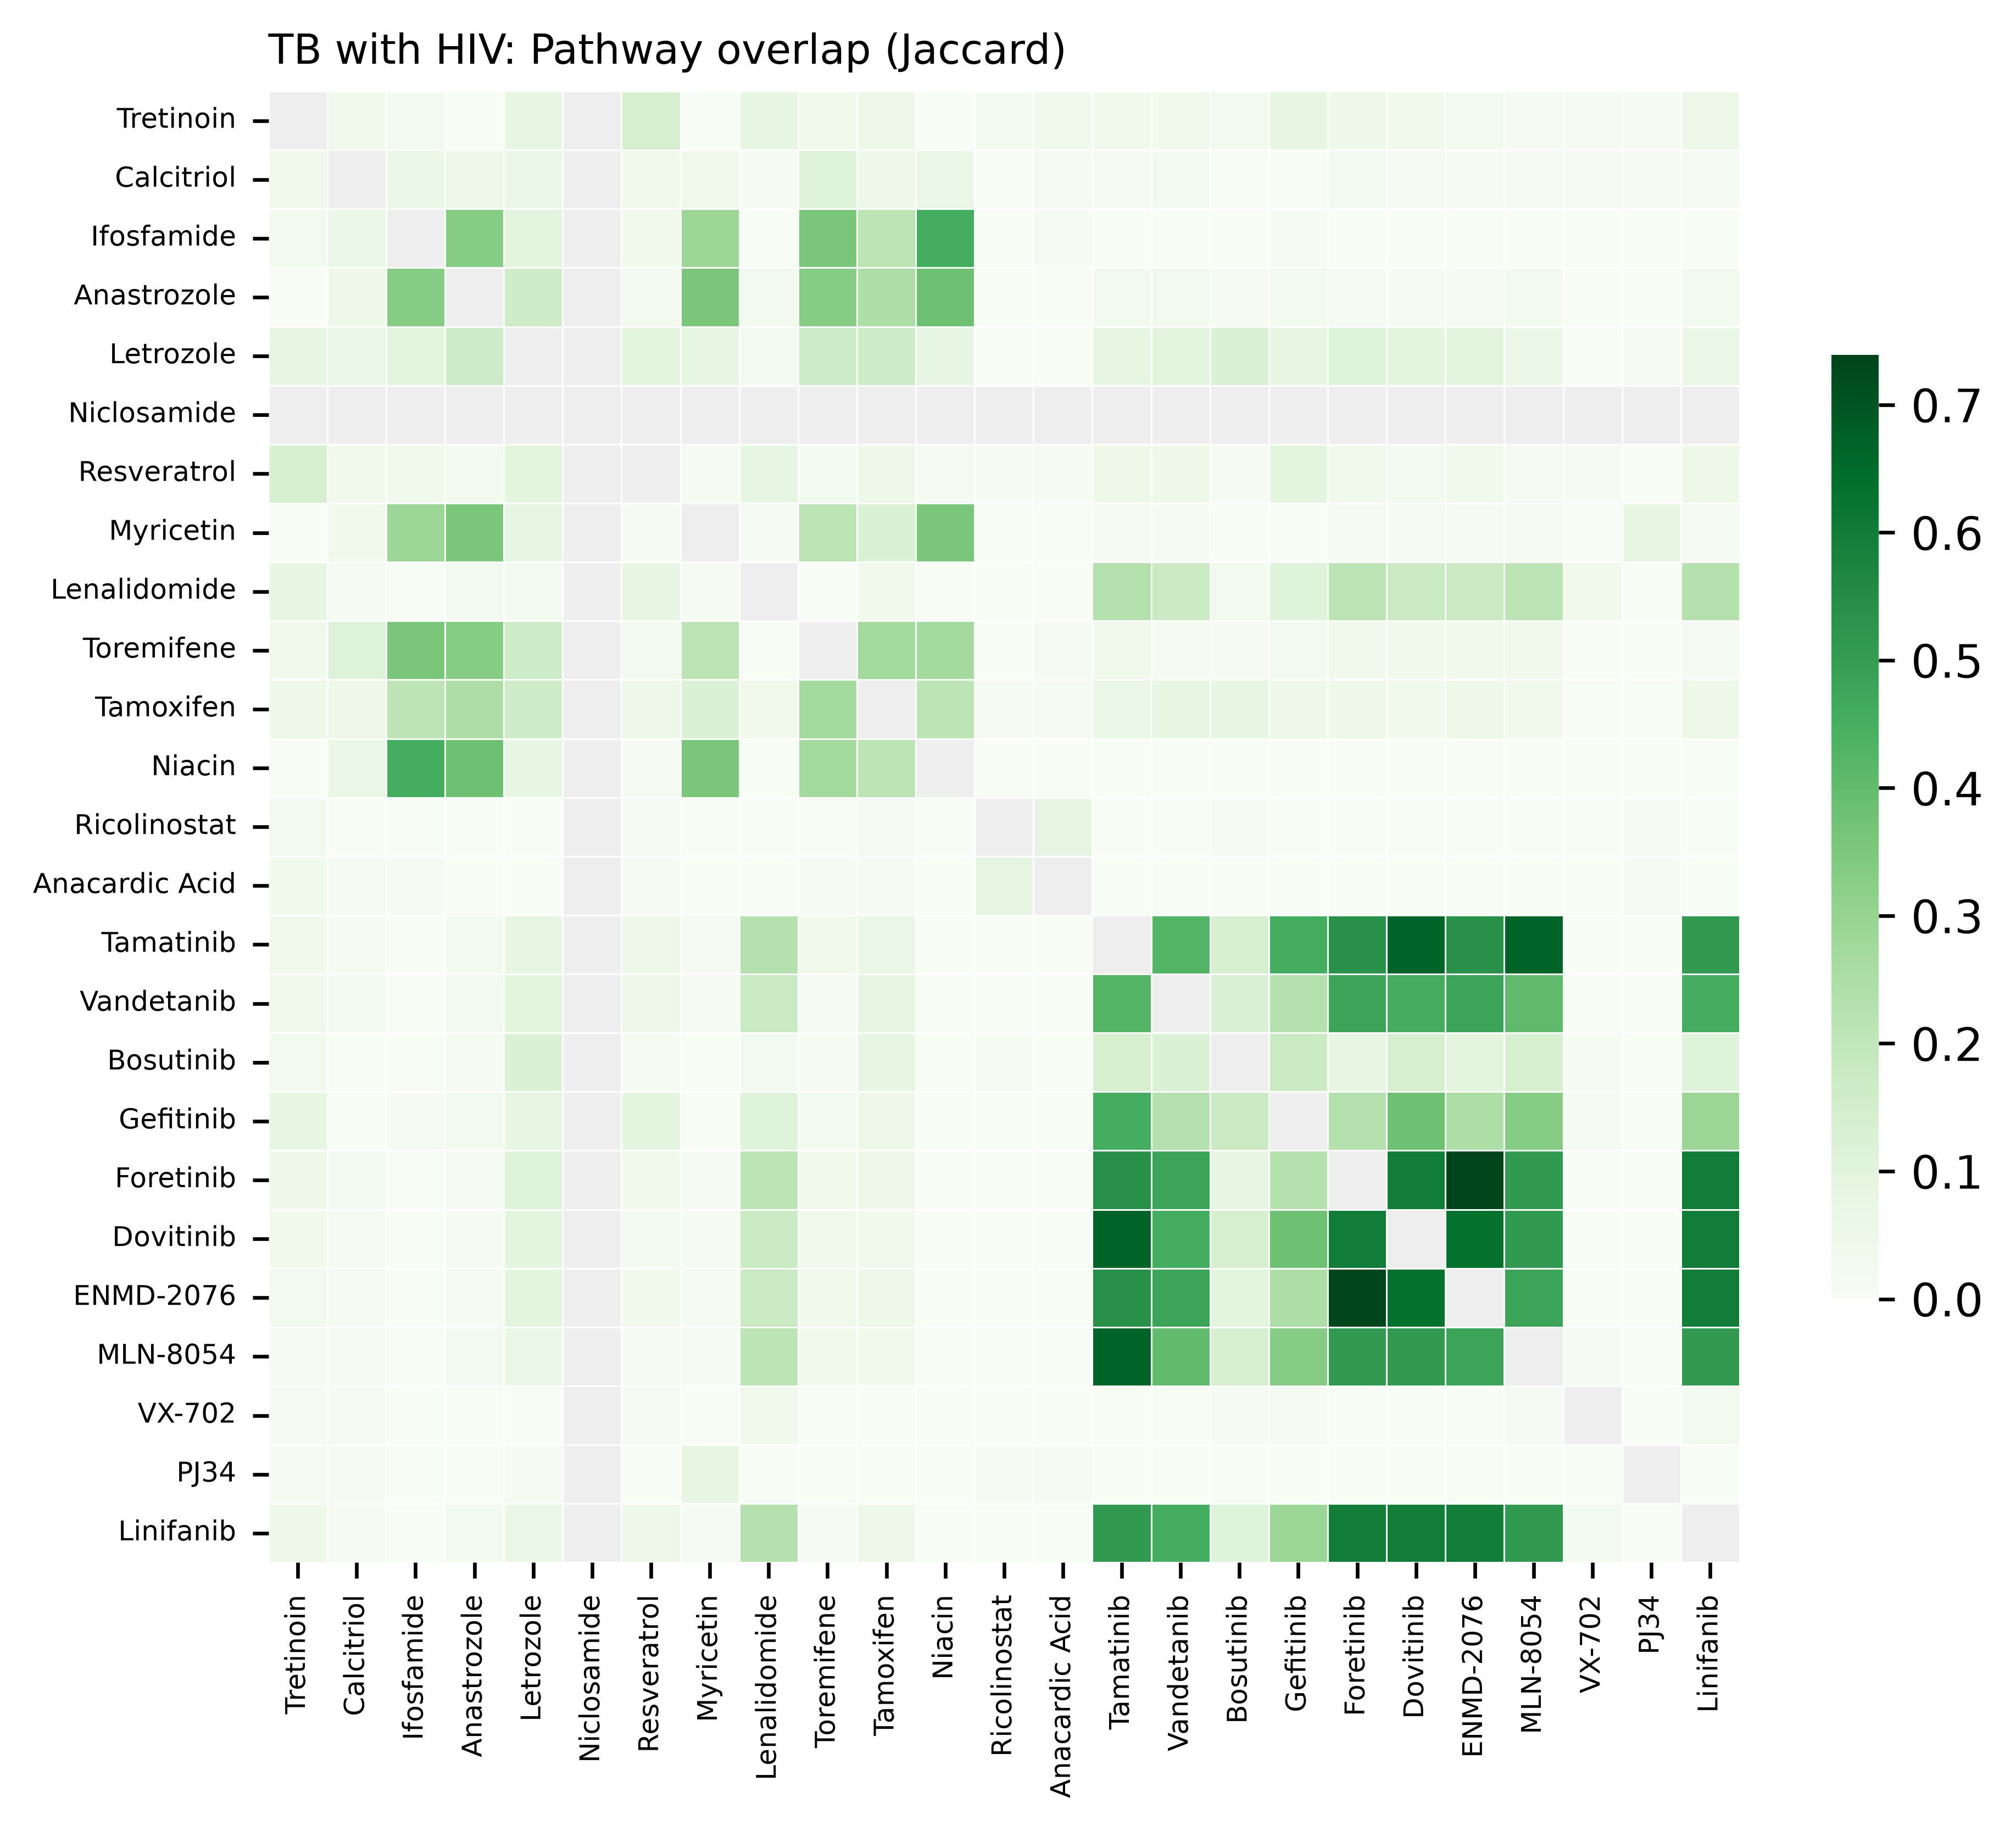 TB with HIV: Pathway overlap (Jaccard)
Tretinoin
Calcitriol
Ifosfamide
Anastrozole
Letrozole
Niclosamide
Resveratrol
Myricetin
Lenalidomide
Toremifene
Tamoxifen
Niacin
Ricolinostat
Anacardic Acid
Tamatinib
Vandetanib
Bosutinib
Gefitinib
Foretinib
Dovitinib
ENMD-2076
MLN-8054
VX-702
PJ34
Linifanib
Tretinoin
Calcitriol
Ifosfamide
Anastrozole
Letrozole
Niclosamide
Resveratrol
Myricetin
Lenalidomide
Toremifene
Tamoxifen
Niacin
Ricolinostat
Anacardic Acid
Tamatinib
Vandetanib
Bosutinib
Gefitinib
Foretinib
Dovitinib
ENMD-2076
MLN-8054
VX-702
PJ34
Linifanib
0.7
0.6
0.5
0.4
0.3
0.2
0.1
0.0